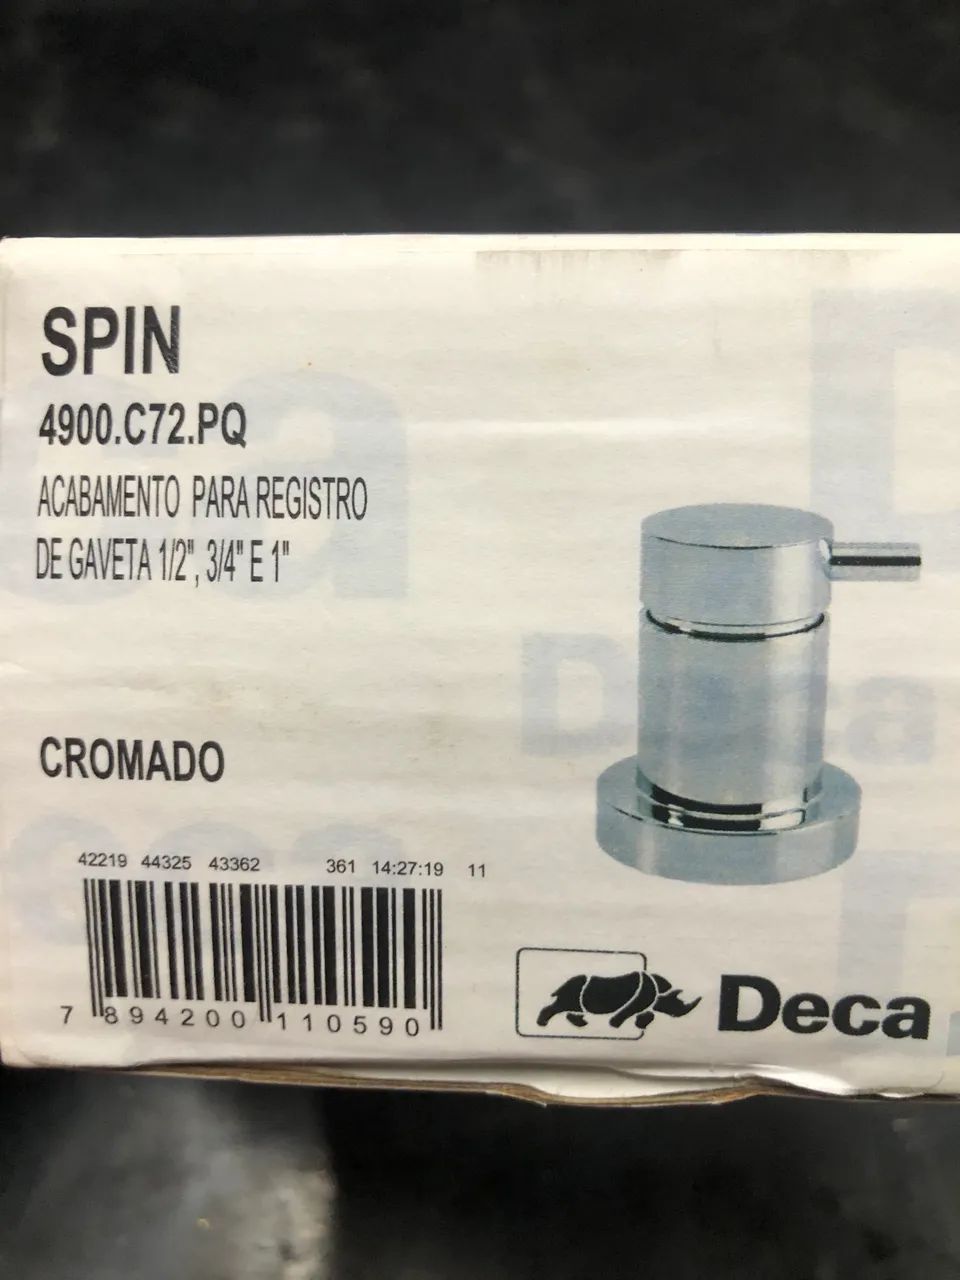 SPIN
4900.C72.PQ
ACABAMENTO PARA REGISTRO
DE GAVETA 1/2", 3/4" E 1"
CROMADO
42219 44325 43362 361 14:27:19 11
7 894200 110590
Deca
Deca